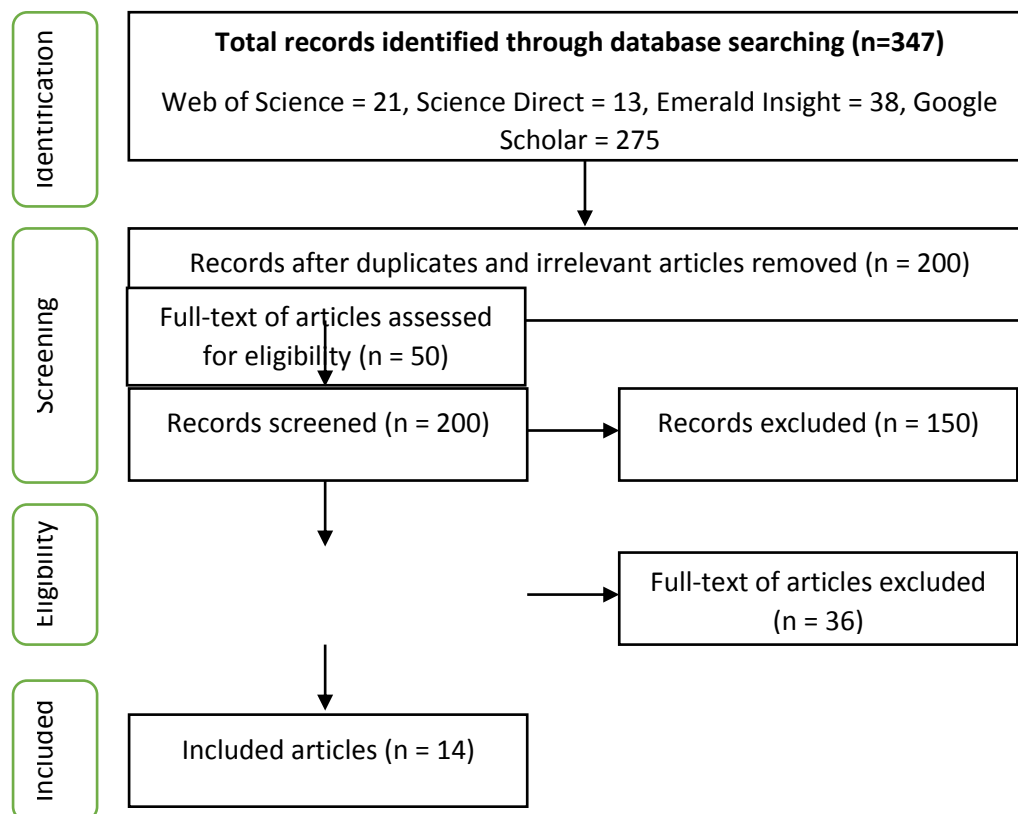 Identification
Total records identified through database searching (n=347)
Web of Science = 21, Science Direct = 13, Emerald Insight = 38, Google
Scholar = 275
Screening
Records after duplicates and irrelevant articles removed (n = 200)
Full-text of articles assessed
for eligibility (n = 50)
Records screened (n = 200)
Records excluded (n = 150)
Eligibility
Full-text of articles excluded
(n = 36)
Included
Included articles (n = 14)